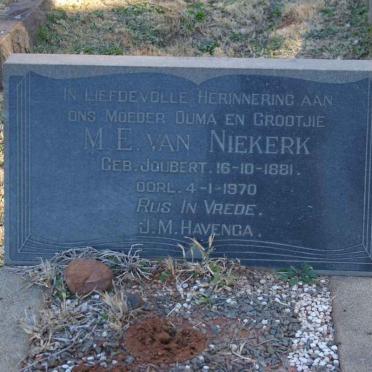 In Liefdevolle Herinnering aan
ons Moeder Ouma en Grootjie
M. E. van Niekerk
Geb. Joubert. 16-10-1881.
Oorl. 4-1-1970
Rus In Vrede.
J.M. Havenga.